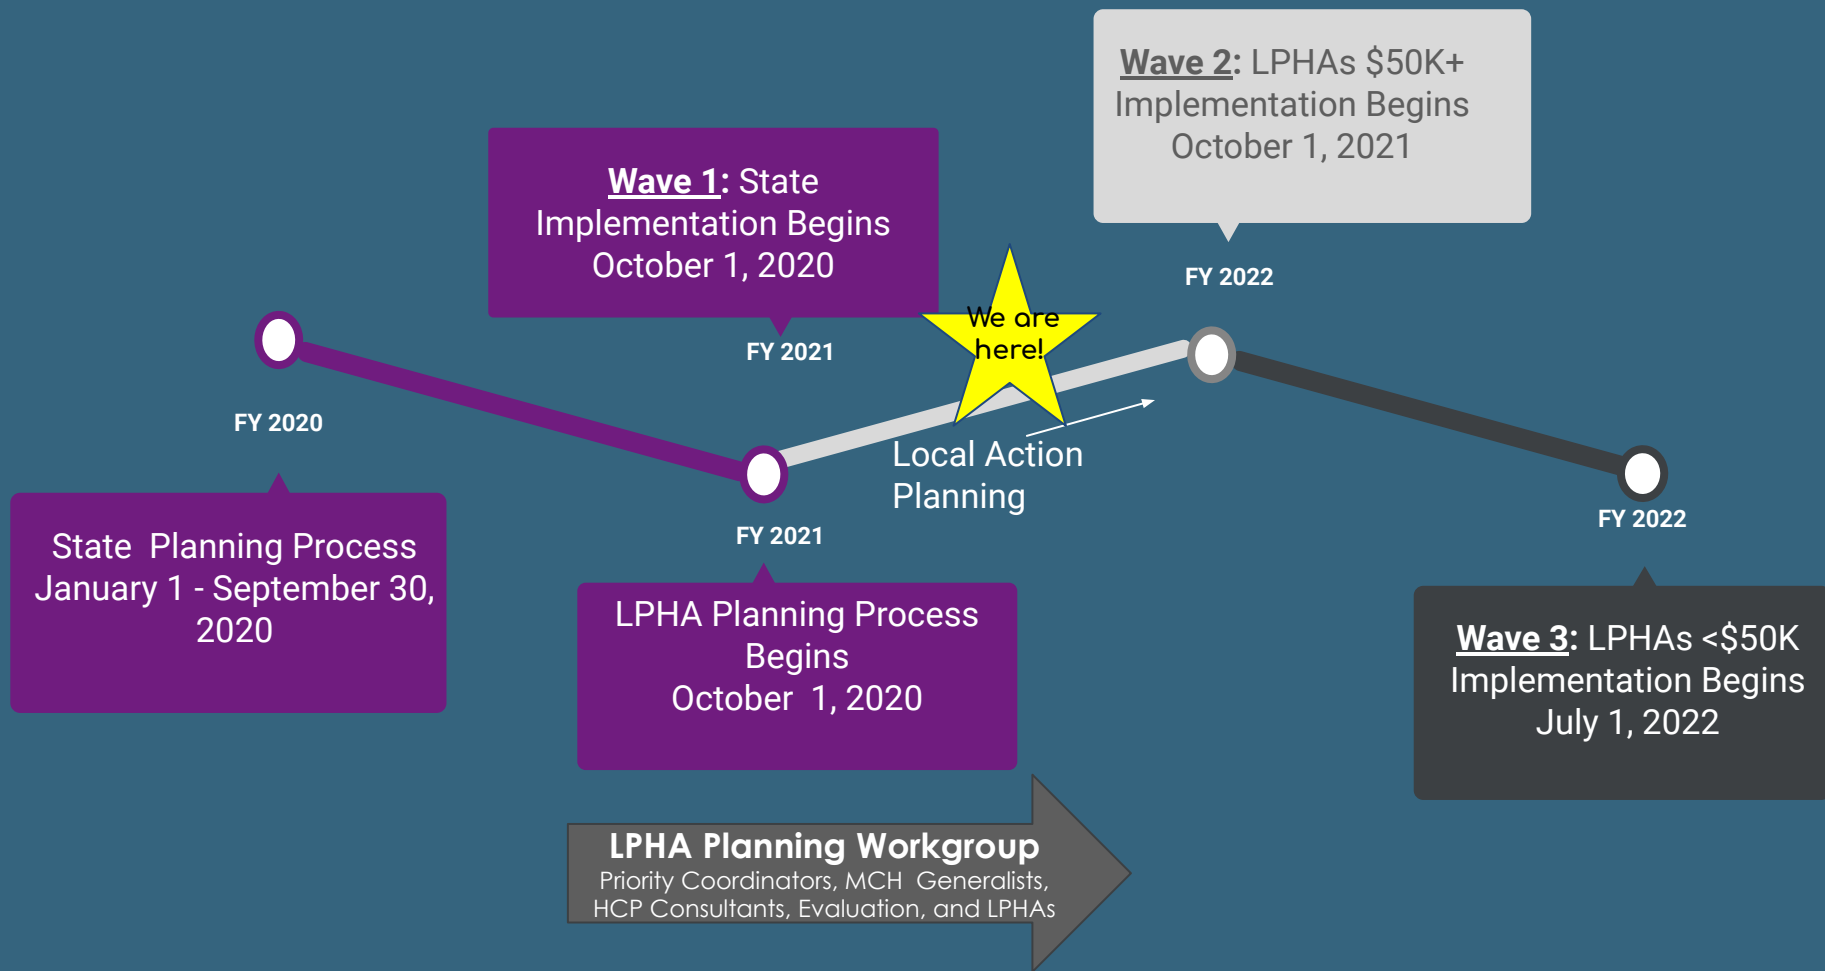 Wave 2: LPHAs $50K+
Implementation Begins
October 1, 2021
Wave 1: State
Implementation Begins
October 1, 2020
FY 2022
We are
here!
FY 2021
FY 2020
Local Action
Planning
FY 2021
FY 2022
State Planning Process
January 1 - September 30,
2020
LPHA Planning Process
Begins
October 1, 2020
Wave 3: LPHAs <$50K
Implementation Begins
July 1, 2022
LPHA Planning Workgroup
Priority Coordinators, MCH Generalists,
HCP Consultants, Evaluation, and LPHAs